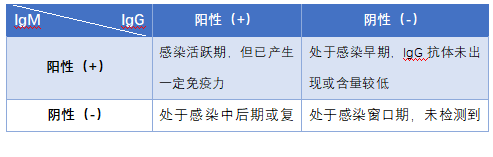 IgM IgG 阳性（+） 阴性（-）
阳性（+） 感染活跃期，但已产生一定免疫力 处于感染早期，IgG 抗体未出现或含量较低
阴性（-） 处于感染中后期或复 处于感染窗口期，未检测到